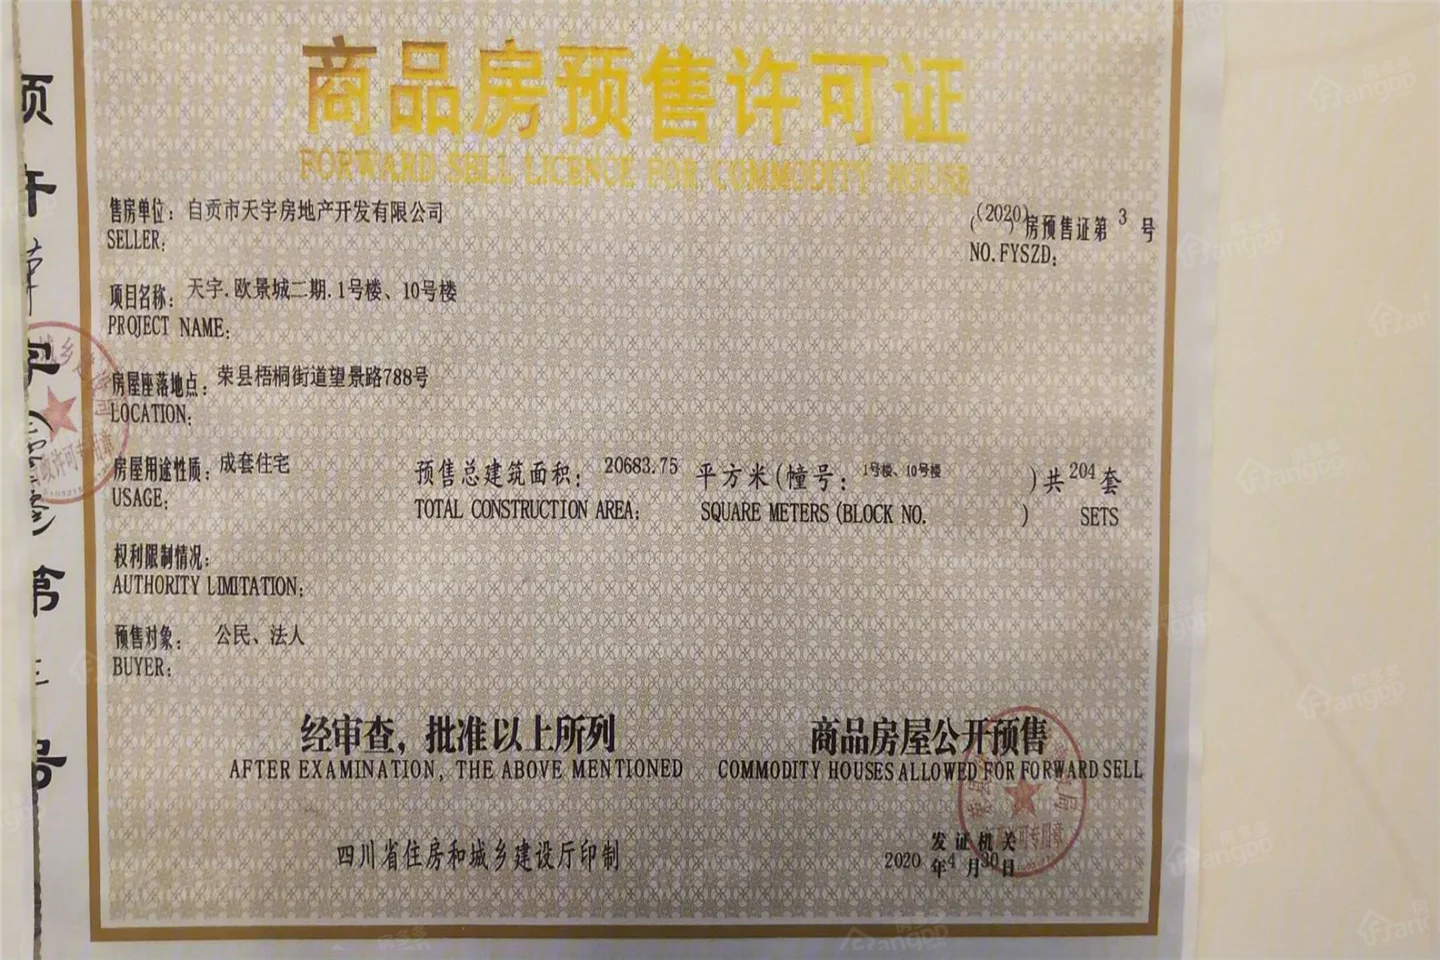 商品房预售许可证
FORWARD SELL LICENCE FOR COMMODITY HOUSE
售房单位：自贡市天宇房地产开发有限公司
SELLER:
(2020)
( )房预售证第 3 号
NO.FYSZD:
项目名称：天宇.欧景城二期.1号楼、10号楼
PROJECT NAME:
房屋座落地点：荣县梧桐街道望景路788号
LOCATION:
房屋用途性质：成套住宅 预售总建筑面积：20683.75 平方米(幢号：1号楼、10号楼 )共204套
USAGE: TOTAL CONSTRUCTION AREA: SQUARE METERS (BLOCK NO. ) SETS
权利限制情况：
AUTHORITY LIMITATION:
预售对象： 公民、法人
BUYER:
经审查，批准以上所列 商品房屋公开预售
AFTER EXAMINATION, THE ABOVE MENTIONED COMMODITY HOUSES ALLOWED FOR FORWARD SELL
四川省住房和城乡建设厅印制
发证机关
2020年4月30日